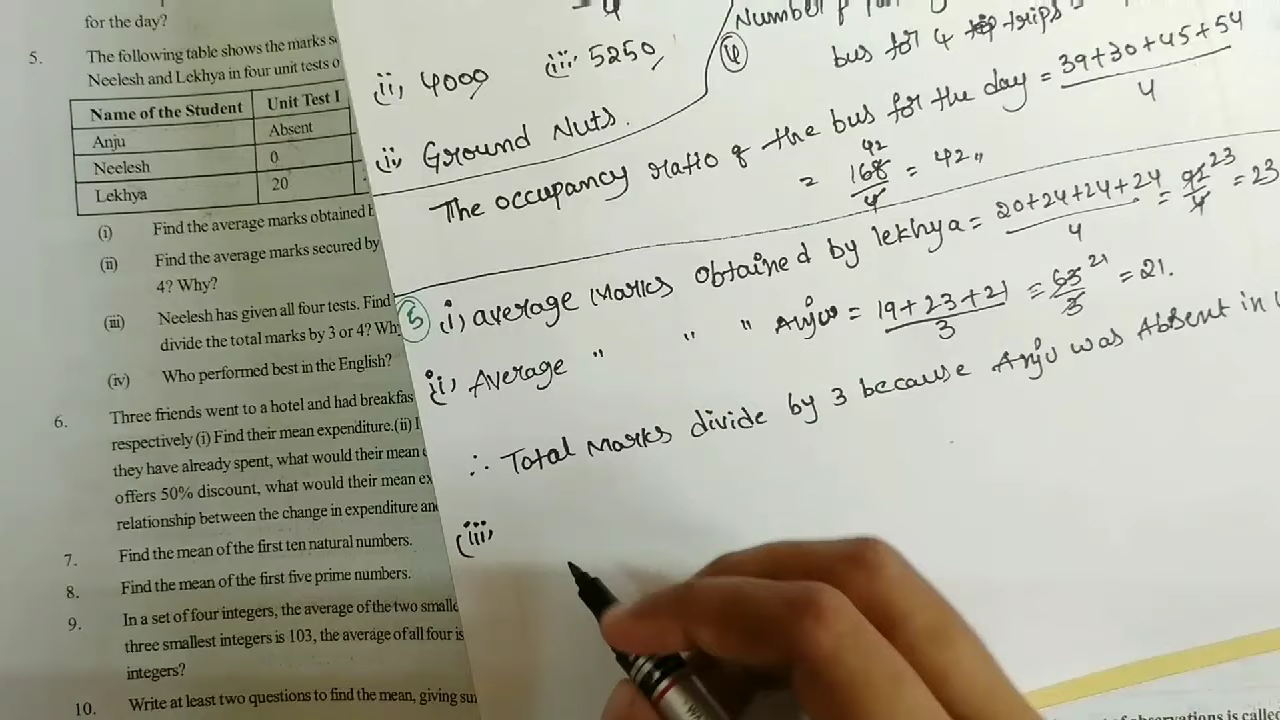 for the day?
5. The following table shows the marks s
Neelesh and Lekhya in four unit tests o
Name of the Student Unit Test I
Anju Absent
Neelesh 0
Lekhya 20
(i) Find the average marks obtained b
(ii) Find the average marks secured by
4? Why?
(iii) Neelesh has given all four tests. Find
divide the total marks by 3 or 4? Wh
(iv) Who performed best in the English?
6. Three friends went to a hotel and had breakfas
respectively (i) Find their mean expenditure.(ii) I
they have already spent, what would their mean
offers 50% discount, what would their mean ex
relationship between the change in expenditure an
7. Find the mean of the first ten natural numbers.
8. Find the mean of the first five prime numbers.
9. In a set of four integers, the average of the two smalle
three smallest integers is 103, the average of all four is
integers?
10. Write at least two questions to find the mean, giving sur
4
(ii) 4000 (iii) 5250
(iv) Ground Nuts.
Number of
④ bus for 4 trips
The occupancy ratio of the bus for the day = 39+30+45+54 / 4
= 168 / 4 = 42
42
⑤ (i) average Marks obtained by lekhya = 20+24+24+24 / 4 = 92 / 4 23 = 23
(ii) Average " " " Anju = 19+23+21 / 3 = 63 / 3 21 = 21.
∴ Total Marks divide by 3 because Anju was Absent in
(iii)
observations is called